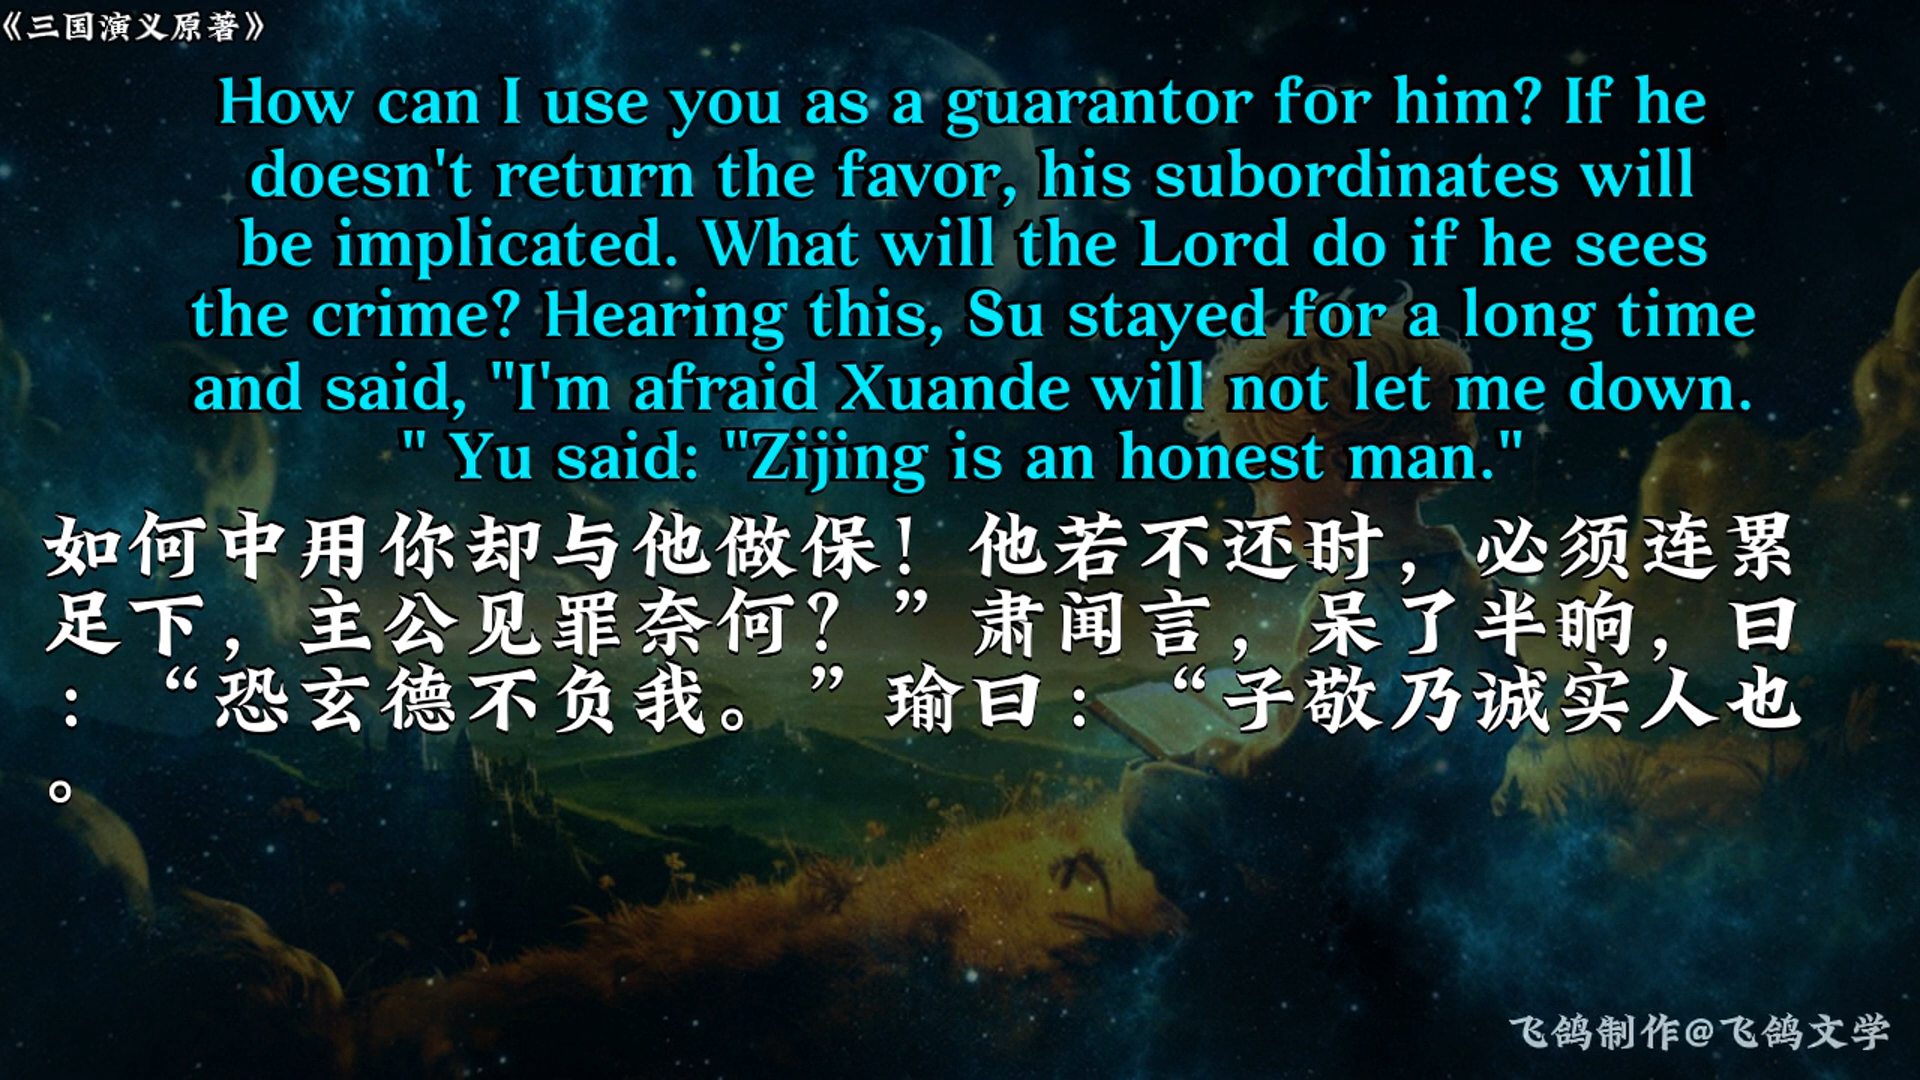 《三国演义原著》
How can I use you as a guarantor for him? If he
doesn't return the favor, his subordinates will
be implicated. What will the Lord do if he sees
the crime? Hearing this, Su stayed for a long time
and said, "I'm afraid Xuande will not let me down.
" Yu said: "Zijing is an honest man."
如何中用你却与他做保！他若不还时，必须连累
足下，主公见罪奈何？”肃闻言，呆了半晌，曰
：“恐玄德不负我。”瑜曰：“子敬乃诚实人也
。
飞鸽制作@飞鸽文学